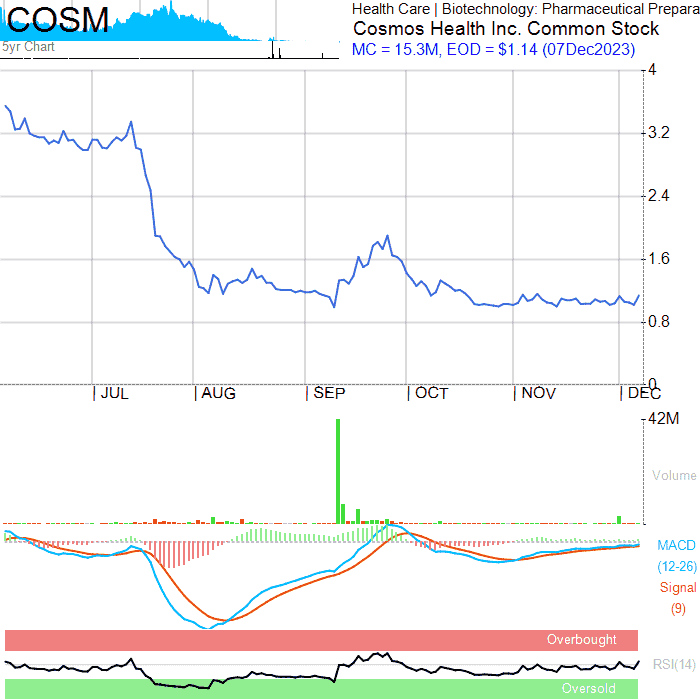 COSM
5yr Chart
Health Care | Biotechnology: Pharmaceutical Prepara
Cosmos Health Inc. Common Stock
MC = 15.3M, EOD = $1.14 (07Dec2023)
4
3.2
2.4
1.6
0.8
0
JUL AUG SEP OCT NOV DEC
42M
Volume
MACD
(12-26)
Signal
(9)
Overbought
RSI(14)
Oversold